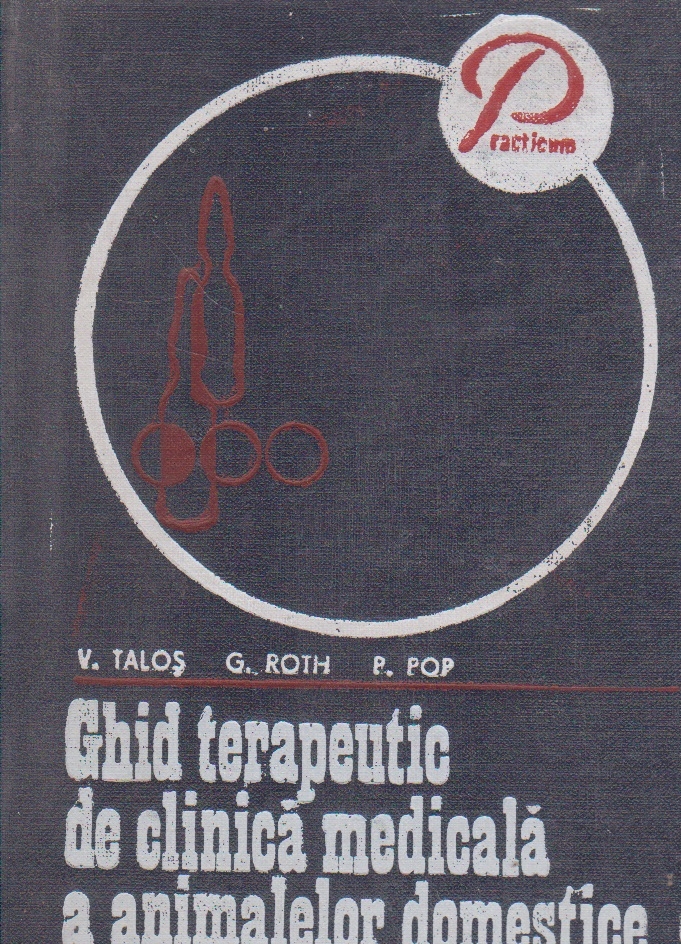 Practicum
V. TALOŞ G. ROTH P. POP
Ghid terapeutic
de clinică medicală
a animalelor domestice